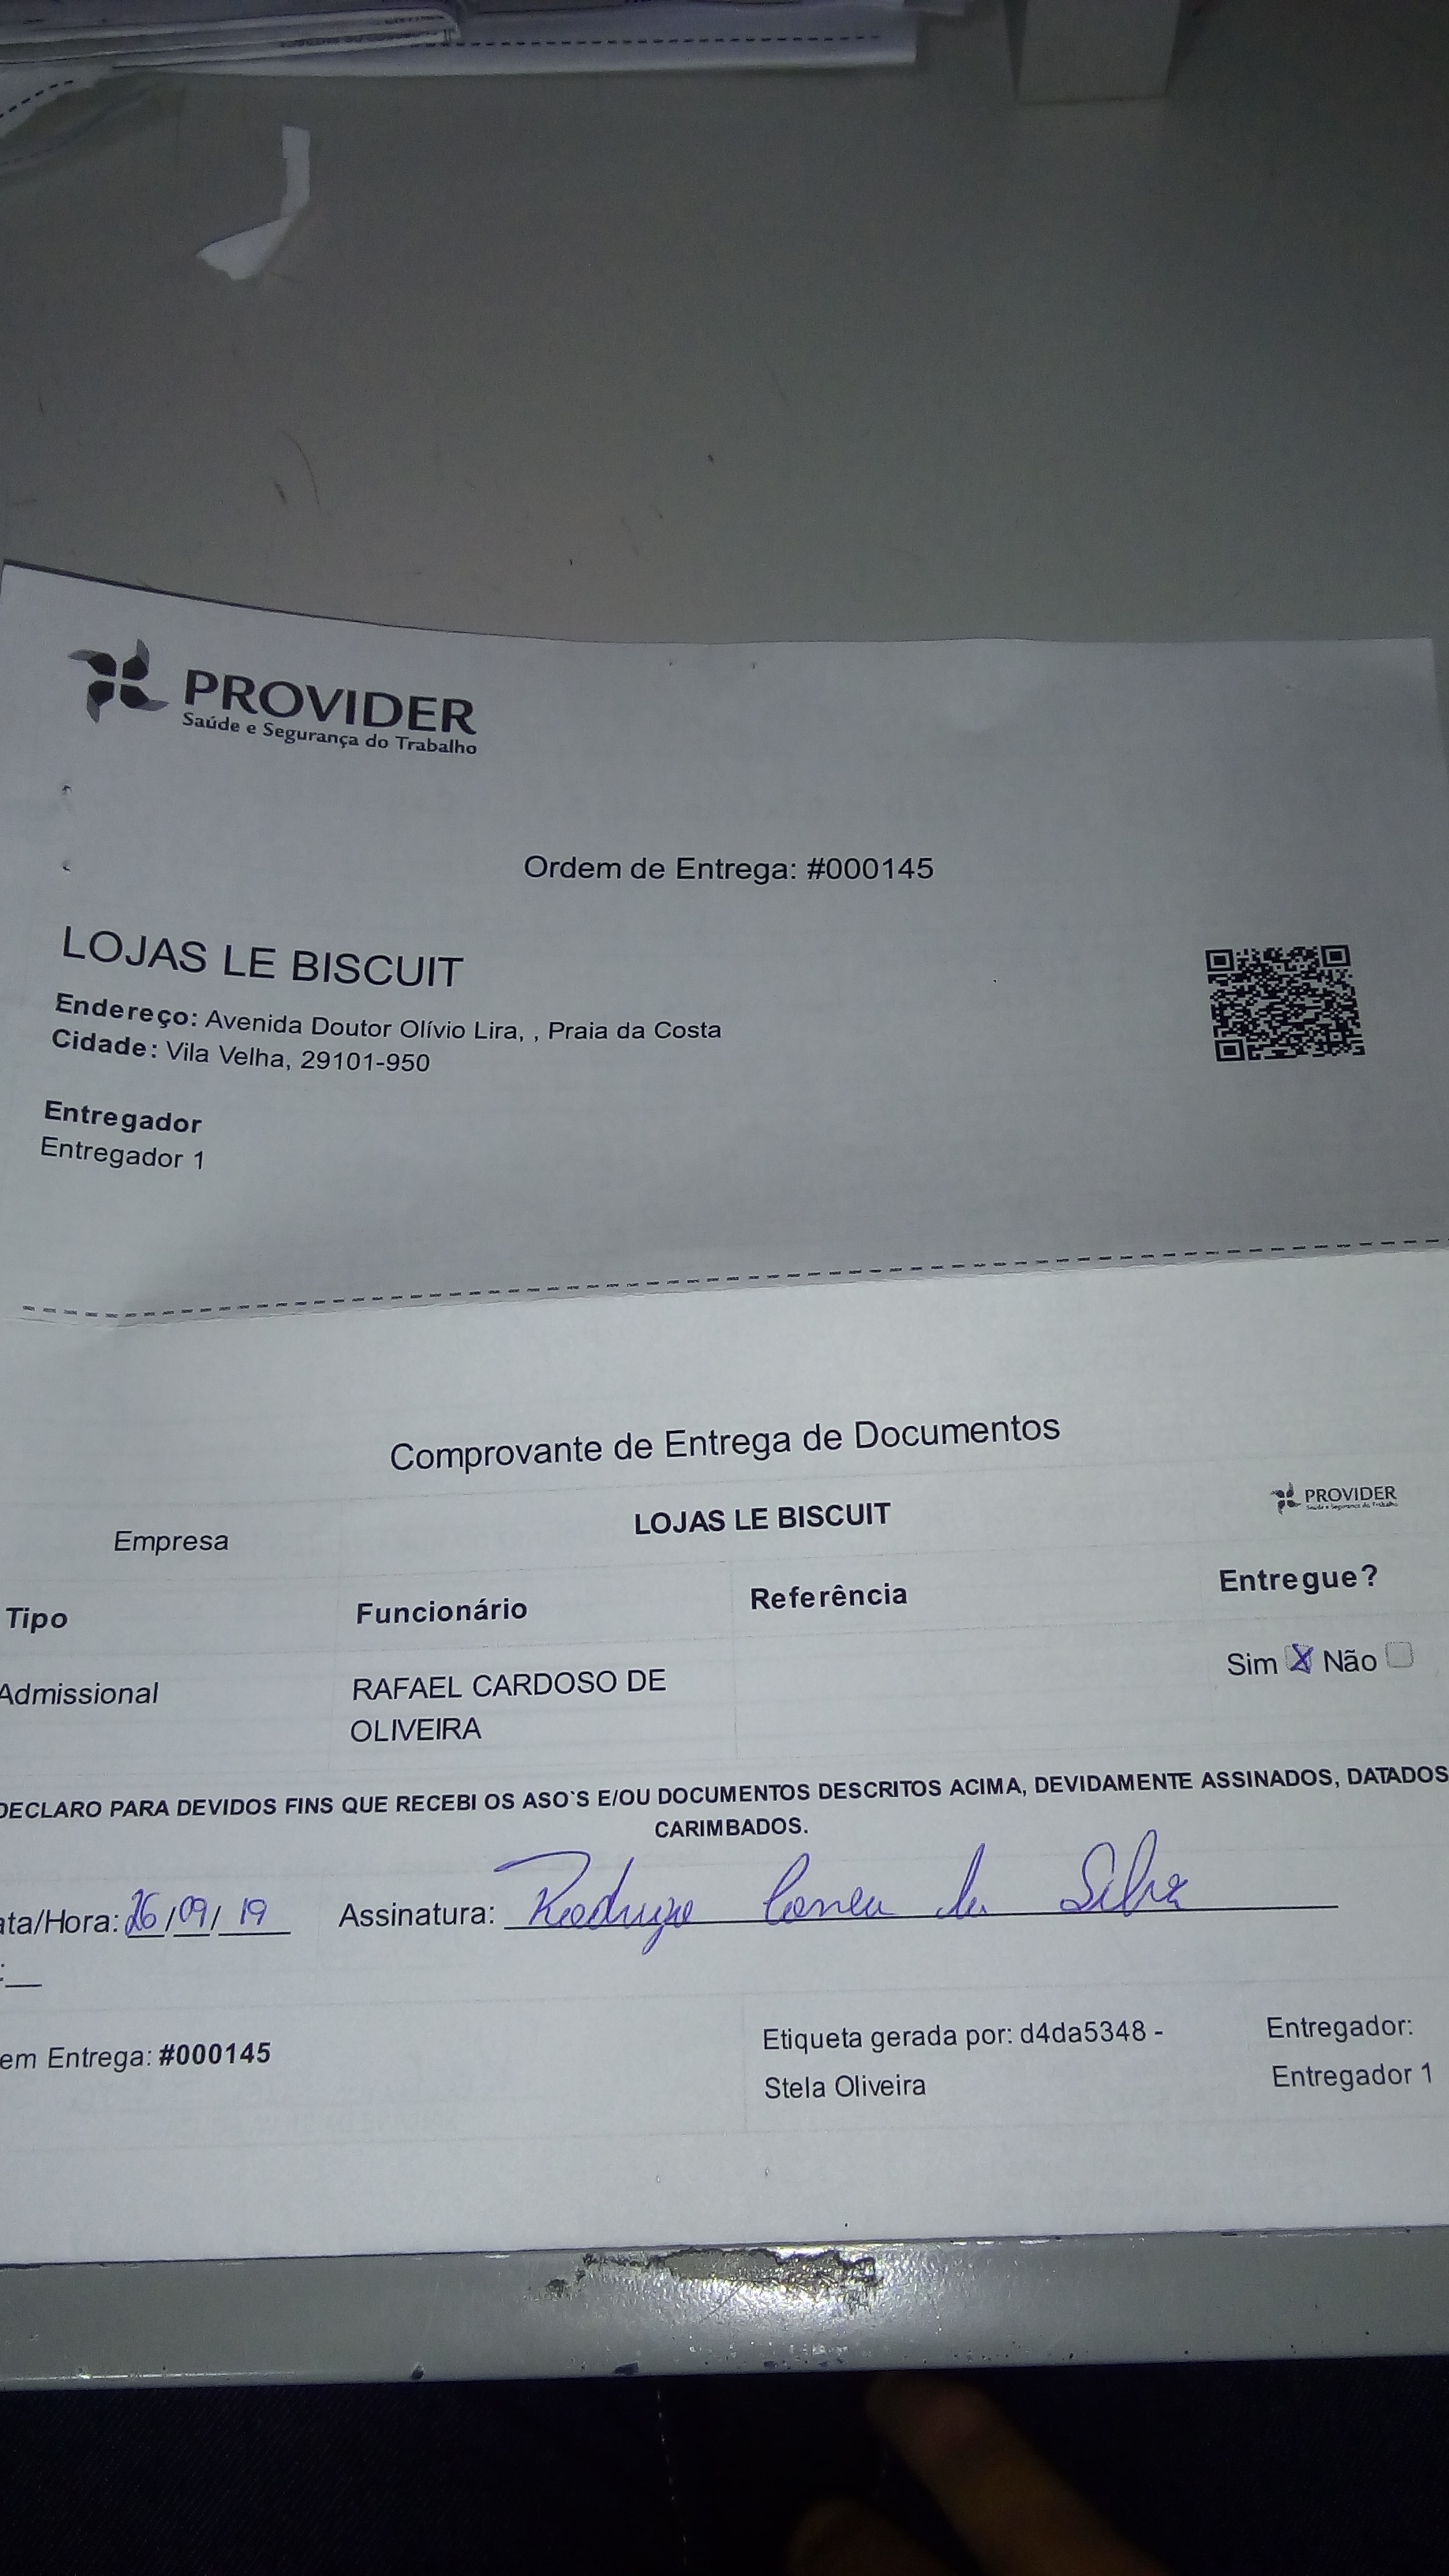 PROVIDER
Saúde e Segurança do Trabalho
Ordem de Entrega: #000145
LOJAS LE BISCUIT
Endereço: Avenida Doutor Olívio Lira, , Praia da Costa
Cidade: Vila Velha, 29101-950
Entregador
Entregador 1
Comprovante de Entrega de Documentos
Empresa LOJAS LE BISCUIT PROVIDER
Saúde e Segurança do Trabalho
Tipo Funcionário Referência Entregue?
Admissional RAFAEL CARDOSO DE Sim X Não
OLIVEIRA
DECLARO PARA DEVIDOS FINS QUE RECEBI OS ASO`S E/OU DOCUMENTOS DESCRITOS ACIMA, DEVIDAMENTE ASSINADOS, DATADOS
CARIMBADOS.
ata/Hora: 26/09/19 Assinatura: Rodrigo da Silva
:__
em Entrega: #000145 Etiqueta gerada por: d4da5348 - Entregador:
Stela Oliveira Entregador 1